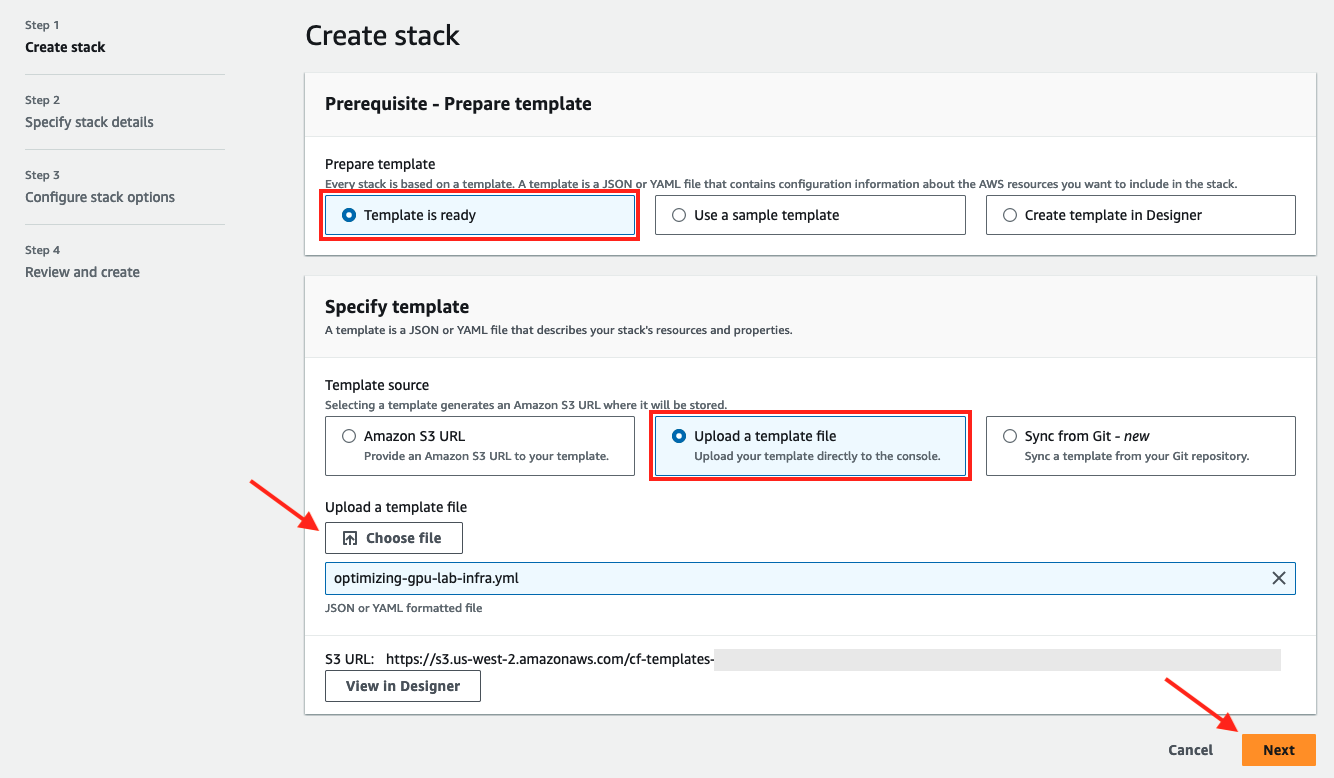 Step 1
Create stack
Step 2
Specify stack details
Step 3
Configure stack options
Step 4
Review and create
Create stack
Prerequisite - Prepare template
Prepare template
Every stack is based on a template. A template is a JSON or YAML file that contains configuration information about the AWS resources you want to include in the stack.
Template is ready
Use a sample template
Create template in Designer
Specify template
A template is a JSON or YAML file that describes your stack's resources and properties.
Template source
Selecting a template generates an Amazon S3 URL where it will be stored.
Amazon S3 URL
Provide an Amazon S3 URL to your template.
Upload a template file
Upload your template directly to the console.
Sync from Git - new
Sync a template from your Git repository.
Upload a template file
Choose file
optimizing-gpu-lab-infra.yml
JSON or YAML formatted file
S3 URL: https://s3.us-west-2.amazonaws.com/cf-templates-
View in Designer
Cancel
Next